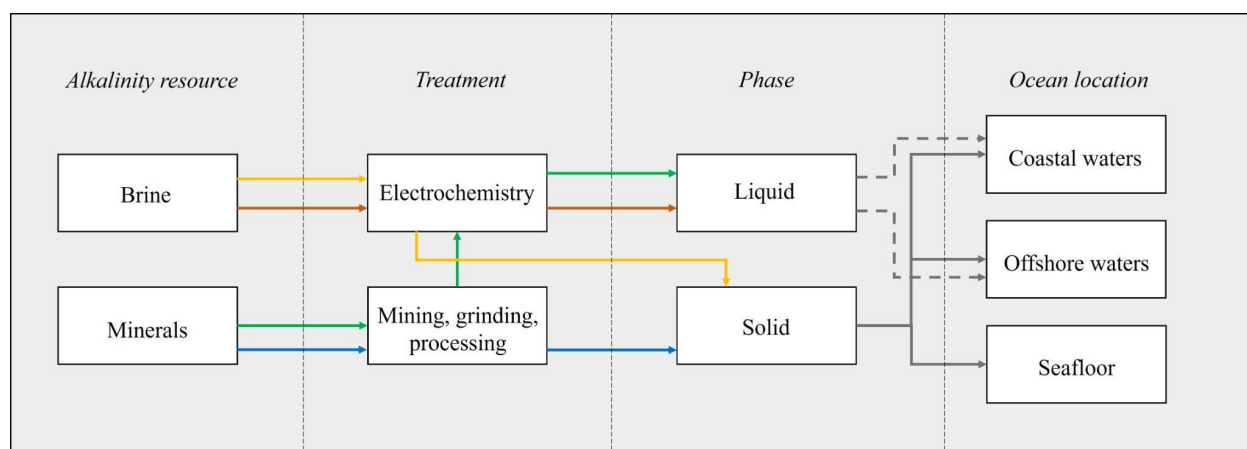 Alkalinity resource
Treatment
Phase
Ocean location
Brine
Electrochemistry
Liquid
Coastal waters
Offshore waters
Minerals
Mining, grinding,
processing
Solid
Seafloor